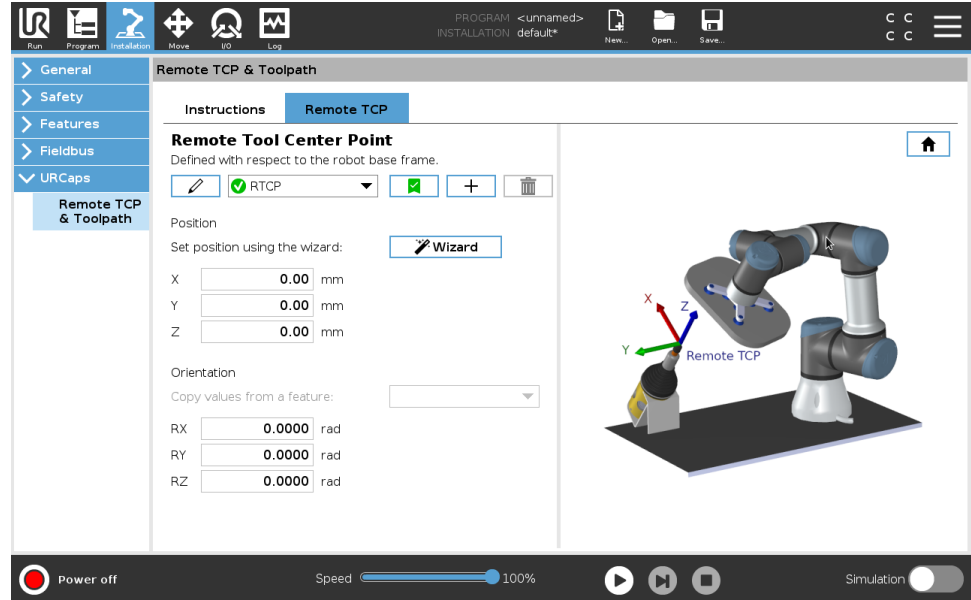 PROGRAM <unnamed>
INSTALLATION default*
Run Program Installation Move I/O Log New... Open... Save...
C C
C C
General
Safety
Features
Fieldbus
URCaps
Remote TCP
& Toolpath
Remote TCP & Toolpath
Instructions Remote TCP
Remote Tool Center Point
Defined with respect to the robot base frame.
RTCP
Position
Set position using the wizard: Wizard
X 0.00 mm
Y 0.00 mm
Z 0.00 mm
Orientation
Copy values from a feature:
RX 0.0000 rad
RY 0.0000 rad
RZ 0.0000 rad
X
Z
Y
Remote TCP
Power off Speed 100% Simulation